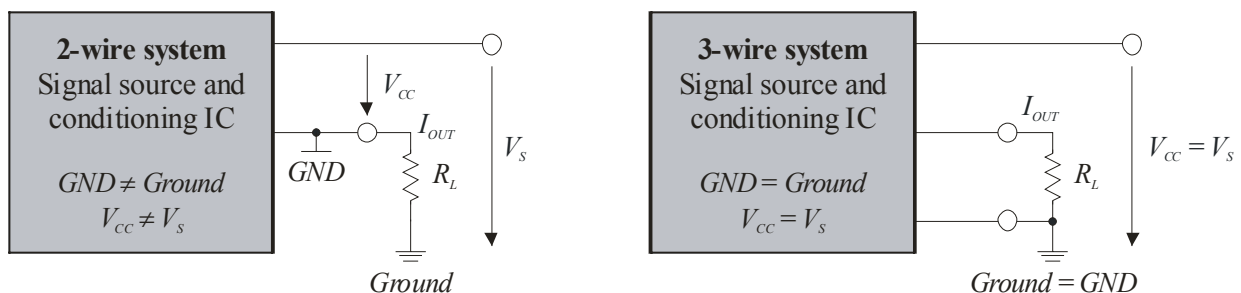 2-wire system
Signal source and
conditioning IC
GND ≠ Ground
V_CC ≠ V_S
V_CC
I_OUT
GND
R_L
V_S
Ground
3-wire system
Signal source and
conditioning IC
GND = Ground
V_CC = V_S
I_OUT
R_L
V_CC = V_S
Ground = GND